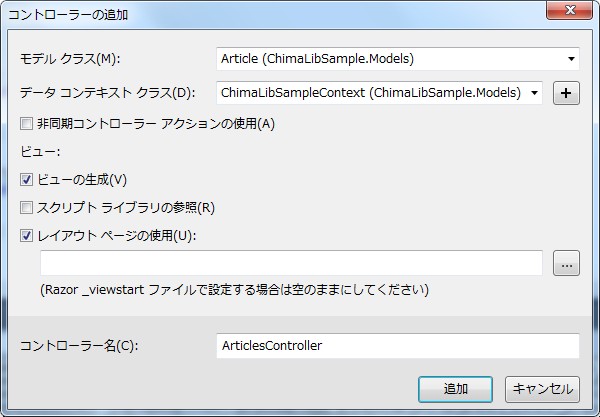 コントローラーの追加
モデル クラス(M): Article (ChimaLibSample.Models)
データ コンテキスト クラス(D): ChimaLibSampleContext (ChimaLibSample.Models) +
非同期コントローラー アクションの使用(A)
ビュー:
ビューの生成(V)
スクリプト ライブラリの参照(R)
レイアウト ページの使用(U):
...
(Razor _viewstart ファイルで設定する場合は空のままにしてください)
コントローラー名(C): ArticlesController
追加 キャンセル